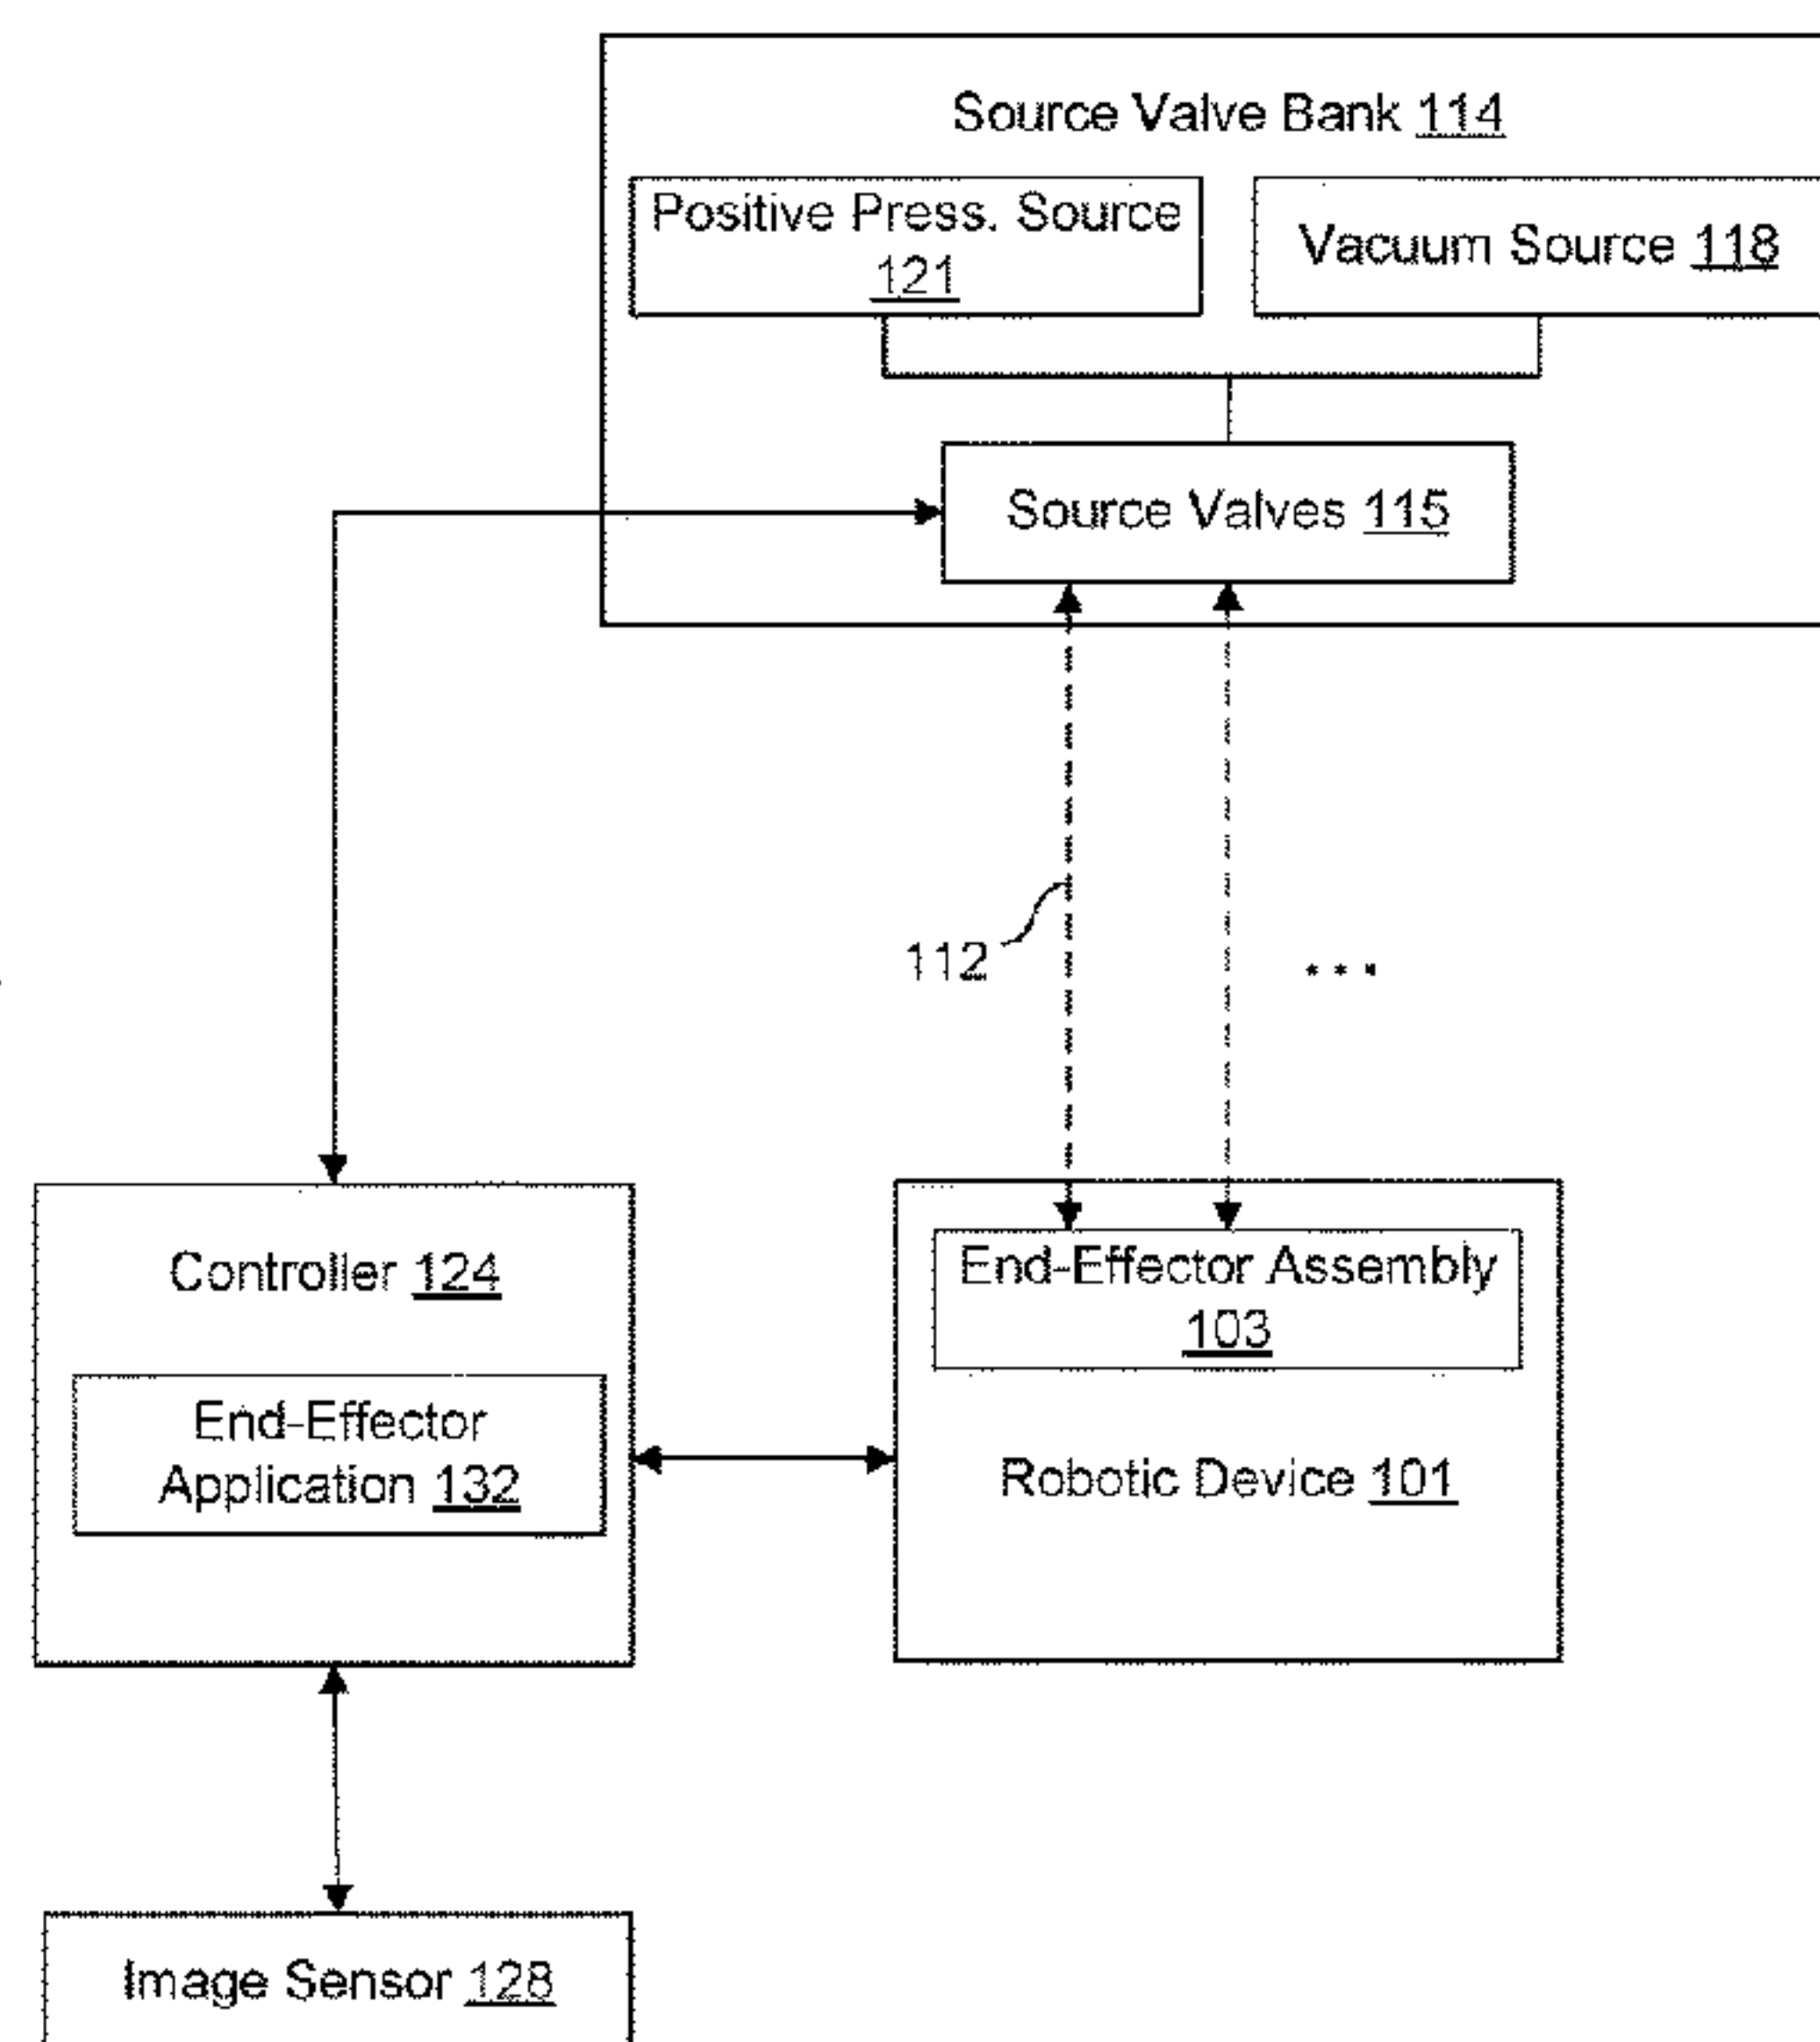 Source Valve Bank 114
Positive Press. Source
121
Vacuum Source 118
Source Valves 115
112
...
Controller 124
End-Effector
Application 132
End-Effector Assembly
103
Robotic Device 101
Image Sensor 128